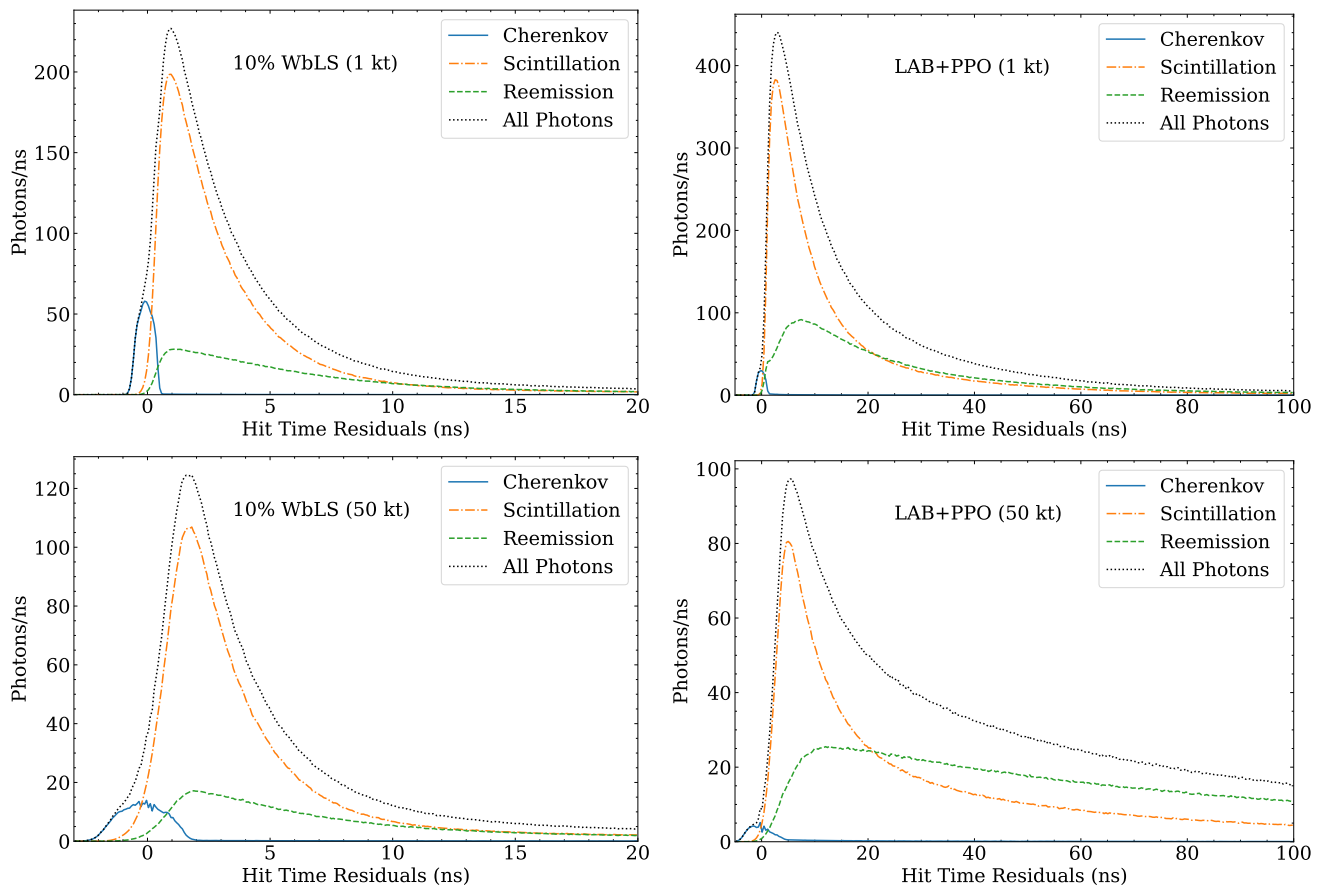 10% WbLS (1 kt)
Cherenkov
Scintillation
Reemission
All Photons
Photons/ns
200
150
100
50
0
0 5 10 15 20
Hit Time Residuals (ns)
LAB+PPO (1 kt)
Cherenkov
Scintillation
Reemission
All Photons
Photons/ns
400
300
200
100
0
0 20 40 60 80 100
Hit Time Residuals (ns)
10% WbLS (50 kt)
Cherenkov
Scintillation
Reemission
All Photons
Photons/ns
120
100
80
60
40
20
0
0 5 10 15 20
Hit Time Residuals (ns)
LAB+PPO (50 kt)
Cherenkov
Scintillation
Reemission
All Photons
Photons/ns
100
80
60
40
20
0
0 20 40 60 80 100
Hit Time Residuals (ns)